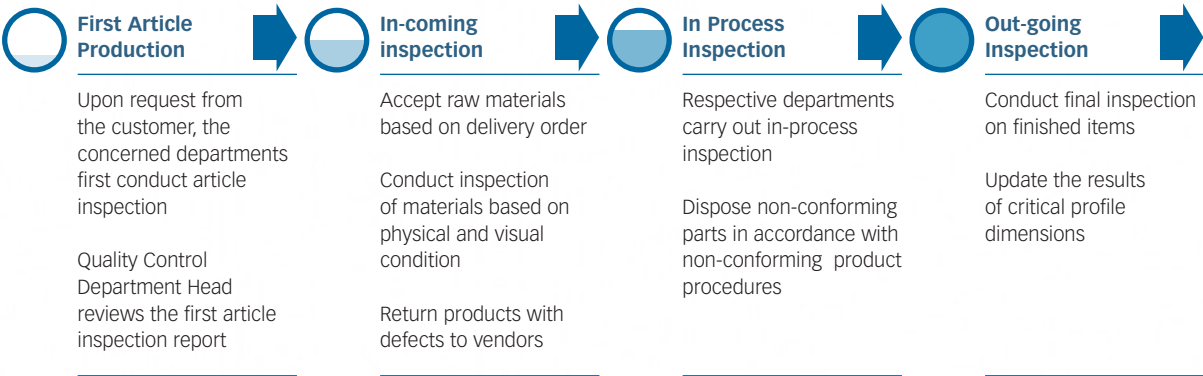 First Article
Production
Upon request from
the customer, the
concerned departments
first conduct article
inspection
Quality Control
Department Head
reviews the first article
inspection report
In-coming
inspection
Accept raw materials
based on delivery order
Conduct inspection
of materials based on
physical and visual
condition
Return products with
defects to vendors
In Process
Inspection
Respective departments
carry out in-process
inspection
Dispose non-conforming
parts in accordance with
non-conforming product
procedures
Out-going
Inspection
Conduct final inspection
on finished items
Update the results
of critical profile
dimensions